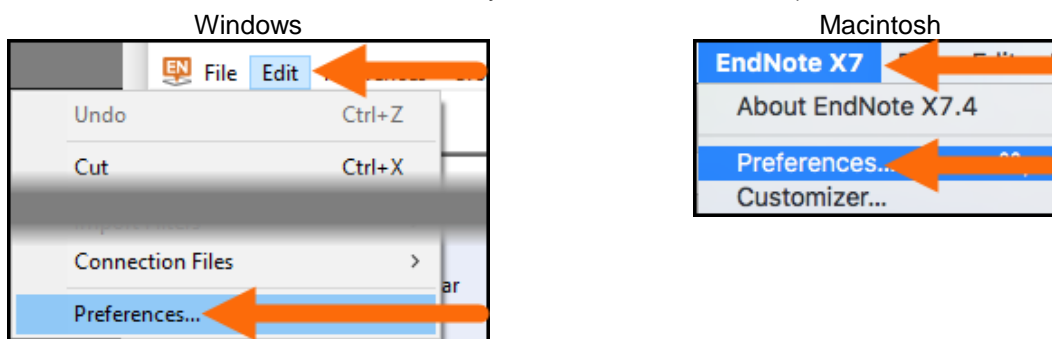 Windows
EN File Edit
Undo Ctrl+Z
Cut Ctrl+X
Connection Files >
ar
Preferences...
Macintosh
EndNote X7
About EndNote X7.4
Preferences...
Customizer...